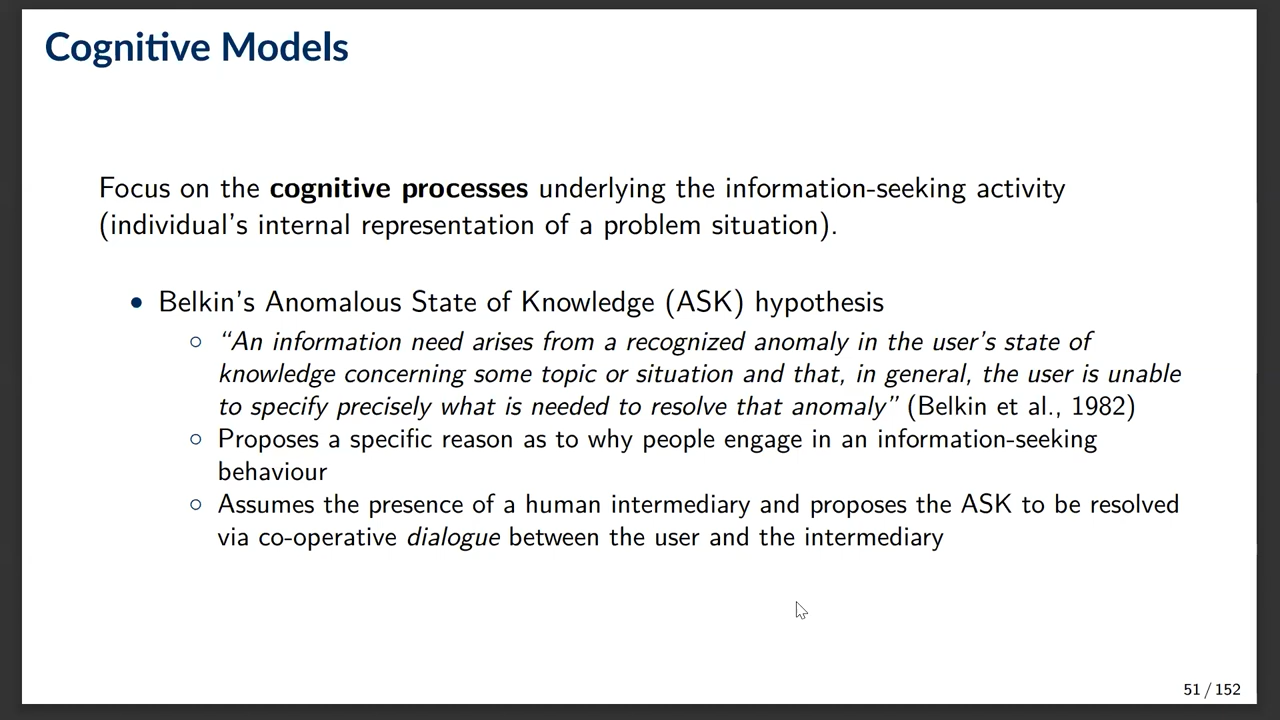 Cognitive Models
Focus on the cognitive processes underlying the information-seeking activity
(individual's internal representation of a problem situation).
• Belkin's Anomalous State of Knowledge (ASK) hypothesis
○ “An information need arises from a recognized anomaly in the user's state of
knowledge concerning some topic or situation and that, in general, the user is unable
to specify precisely what is needed to resolve that anomaly” (Belkin et al., 1982)
○ Proposes a specific reason as to why people engage in an information-seeking
behaviour
○ Assumes the presence of a human intermediary and proposes the ASK to be resolved
via co-operative dialogue between the user and the intermediary
51 / 152